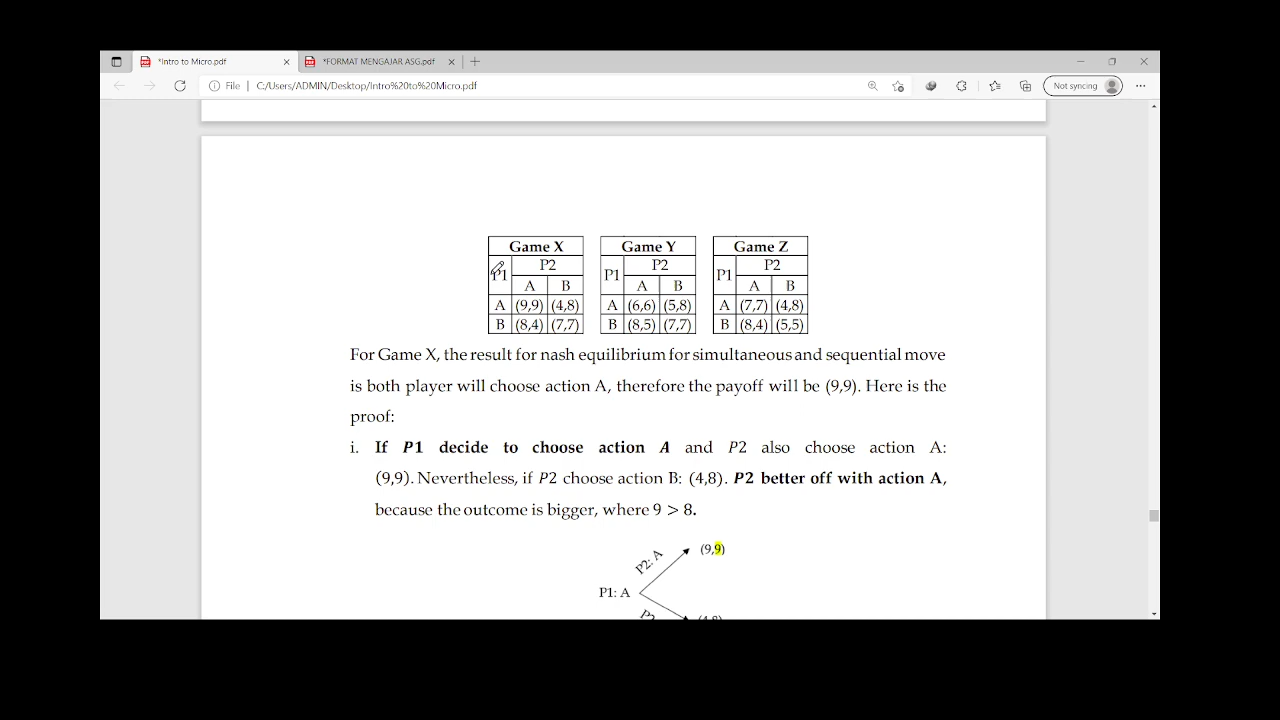 *Intro to Micro.pdf
*FORMAT MENGAJAR ASG.pdf
File | C:/Users/ADMIN/Desktop/Intro%20to%20Micro.pdf
Not syncing
Game X
P1 P2
A B
A (9,9) (4,8)
B (8,4) (7,7)
Game Y
P1 P2
A B
A (6,6) (5,8)
B (8,5) (7,7)
Game Z
P1 P2
A B
A (7,7) (4,8)
B (8,4) (5,5)
For Game X, the result for nash equilibrium for simultaneous and sequential move
is both player will choose action A, therefore the payoff will be (9,9). Here is the
proof:
i. If P1 decide to choose action A and P2 also choose action A:
(9,9). Nevertheless, if P2 choose action B: (4,8). P2 better off with action A,
because the outcome is bigger, where 9 > 8.
P2: A
(9,9)
P1: A